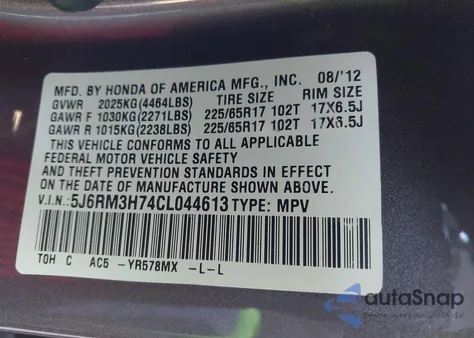 MFD. BY HONDA OF AMERICA MFG., INC. 08/'12
GVWR 2025KG(4464LBS) TIRE SIZE RIM SIZE
GAWR F 1030KG(2271LBS) 225/65R17 102T 17X6.5J
GAWR R 1015KG(2238LBS) 225/65R17 102T 17X6.5J
THIS VEHICLE CONFORMS TO ALL APPLICABLE
FEDERAL MOTOR VEHICLE SAFETY
AND THEFT PREVENTION STANDARDS IN EFFECT
ON THE DATE OF MANUFACTURE SHOWN ABOVE.
V.I.N.: 5J6RM3H74CL044613 TYPE: MPV
TOH C AC5 -YR578MX -L-L
autaSnap